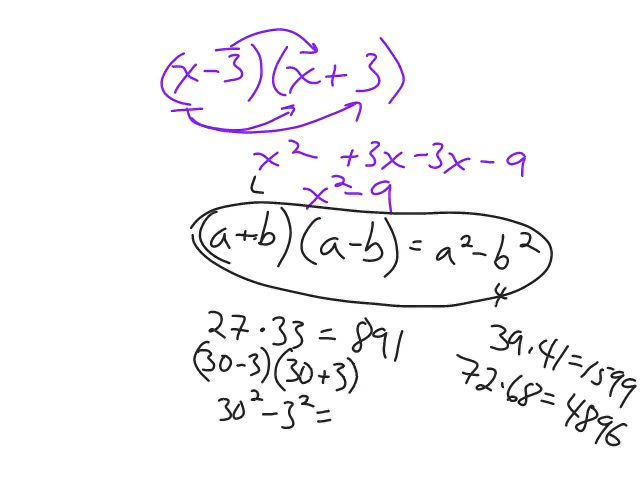 (x-3)(x+3)
x² +3x-3x-9
x²-9
(a+b)(a-b) = a²-b²
27·33 = 891
(30-3)(30+3)
30²-3² =
39·41=1599
72·68=4896